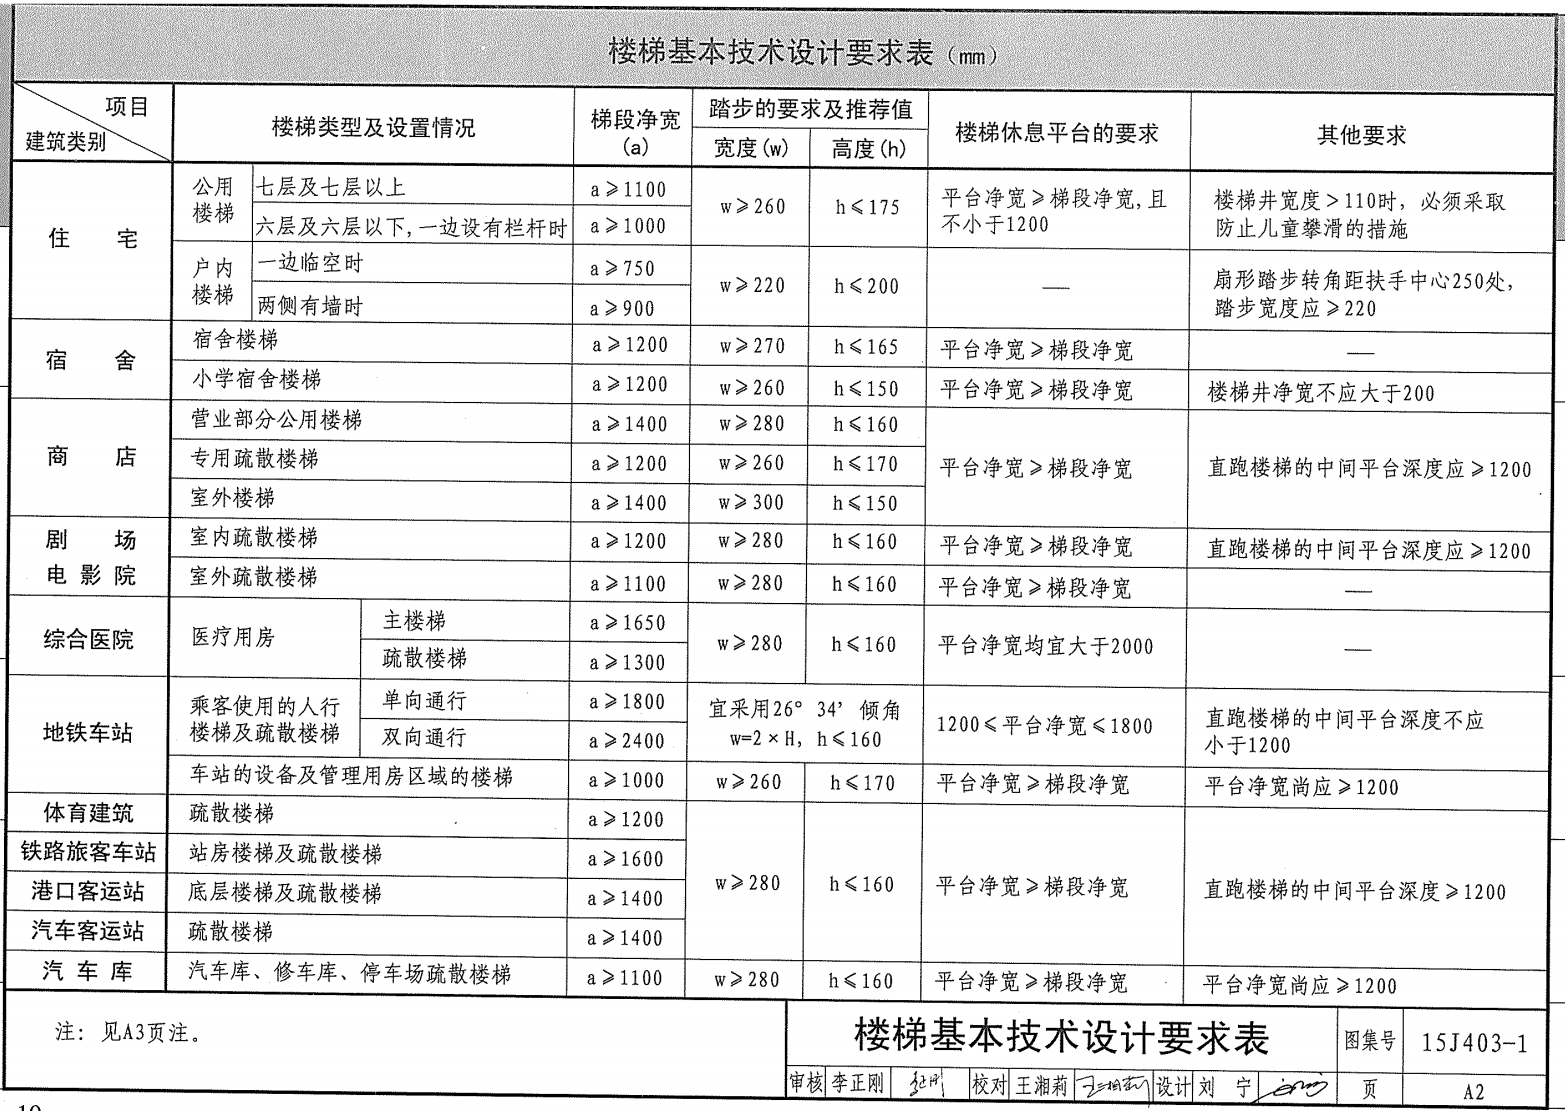 楼梯基本技术设计要求表(mm)
项目
建筑类别
楼梯类型及设置情况
梯段净宽
(a)
踏步的要求及推荐值
宽度(w)
高度(h)
楼梯休息平台的要求
其他要求
住 宅
公用
楼梯
七层及七层以上
a≥1100
六层及六层以下,一边设有栏杆时
a≥1000
w≥260
h≤175
平台净宽≥梯段净宽,且
不小于1200
楼梯井宽度>110时, 必须采取
防止儿童攀滑的措施
户内
楼梯
一边临空时
a≥750
两侧有墙时
a≥900
w≥220
h≤200
—
扇形踏步转角距扶手中心250处,
踏步宽度应≥220
宿 舍
宿舍楼梯
a≥1200
w≥270
h≤165
平台净宽≥梯段净宽
—
小学宿舍楼梯
a≥1200
w≥260
h≤150
平台净宽≥梯段净宽
楼梯井净宽不应大于200
商 店
营业部分公用楼梯
a≥1400
w≥280
h≤160
专用疏散楼梯
a≥1200
w≥260
h≤170
室外楼梯
a≥1400
w≥300
h≤150
平台净宽≥梯段净宽
直跑楼梯的中间平台深度应≥1200
剧 场
电 影 院
室内疏散楼梯
a≥1200
w≥280
h≤160
平台净宽≥梯段净宽
直跑楼梯的中间平台深度应≥1200
室外疏散楼梯
a≥1100
w≥280
h≤160
平台净宽≥梯段净宽
—
综合医院
医疗用房
主楼梯
a≥1650
疏散楼梯
a≥1300
w≥280
h≤160
平台净宽均宜大于2000
—
地铁车站
乘客使用的人行
楼梯及疏散楼梯
单向通行
a≥1800
双向通行
a≥2400
宜采用26° 34’ 倾角
w=2×H, h≤160
1200≤平台净宽≤1800
直跑楼梯的中间平台深度不应
小于1200
车站的设备及管理用房区域的楼梯
a≥1000
w≥260
h≤170
平台净宽≥梯段净宽
平台净宽尚应≥1200
体育建筑
疏散楼梯
a≥1200
铁路旅客车站
站房楼梯及疏散楼梯
a≥1600
港口客运站
底层楼梯及疏散楼梯
a≥1400
汽车客运站
疏散楼梯
a≥1400
w≥280
h≤160
平台净宽≥梯段净宽
直跑楼梯的中间平台深度≥1200
汽 车 库
汽车库、修车库、停车场疏散楼梯
a≥1100
w≥280
h≤160
平台净宽≥梯段净宽
平台净宽尚应≥1200
注: 见A3页注。
楼梯基本技术设计要求表
图集号
15J403-1
审核 李正刚 校对 王湘莉 设计 刘 宁
页
A2